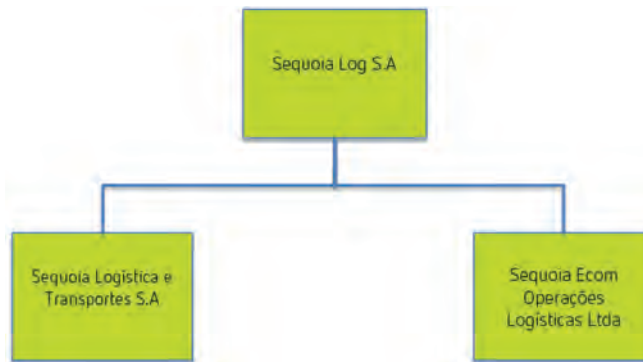 Sequoia Log S.A
Sequoia Logística e
Transportes S.A
Sequoia Ecom
Operações
Logísticas Ltda